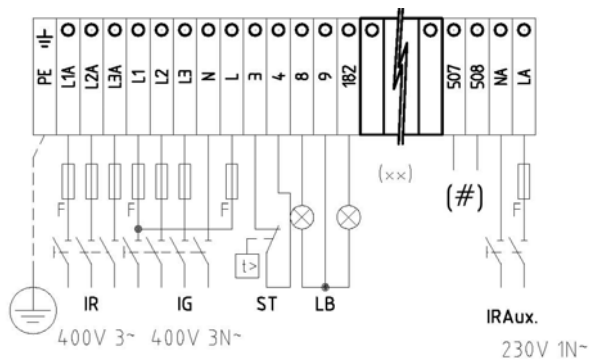 PE L1A L2A L3A L1 L2 L3 N L 3 4 8 9 182 507 508 NA LA
(xx)
F F F (#) F
t>
IR IG ST LB IRAux.
400V 3~ 400V 3N~ 230V 1N~